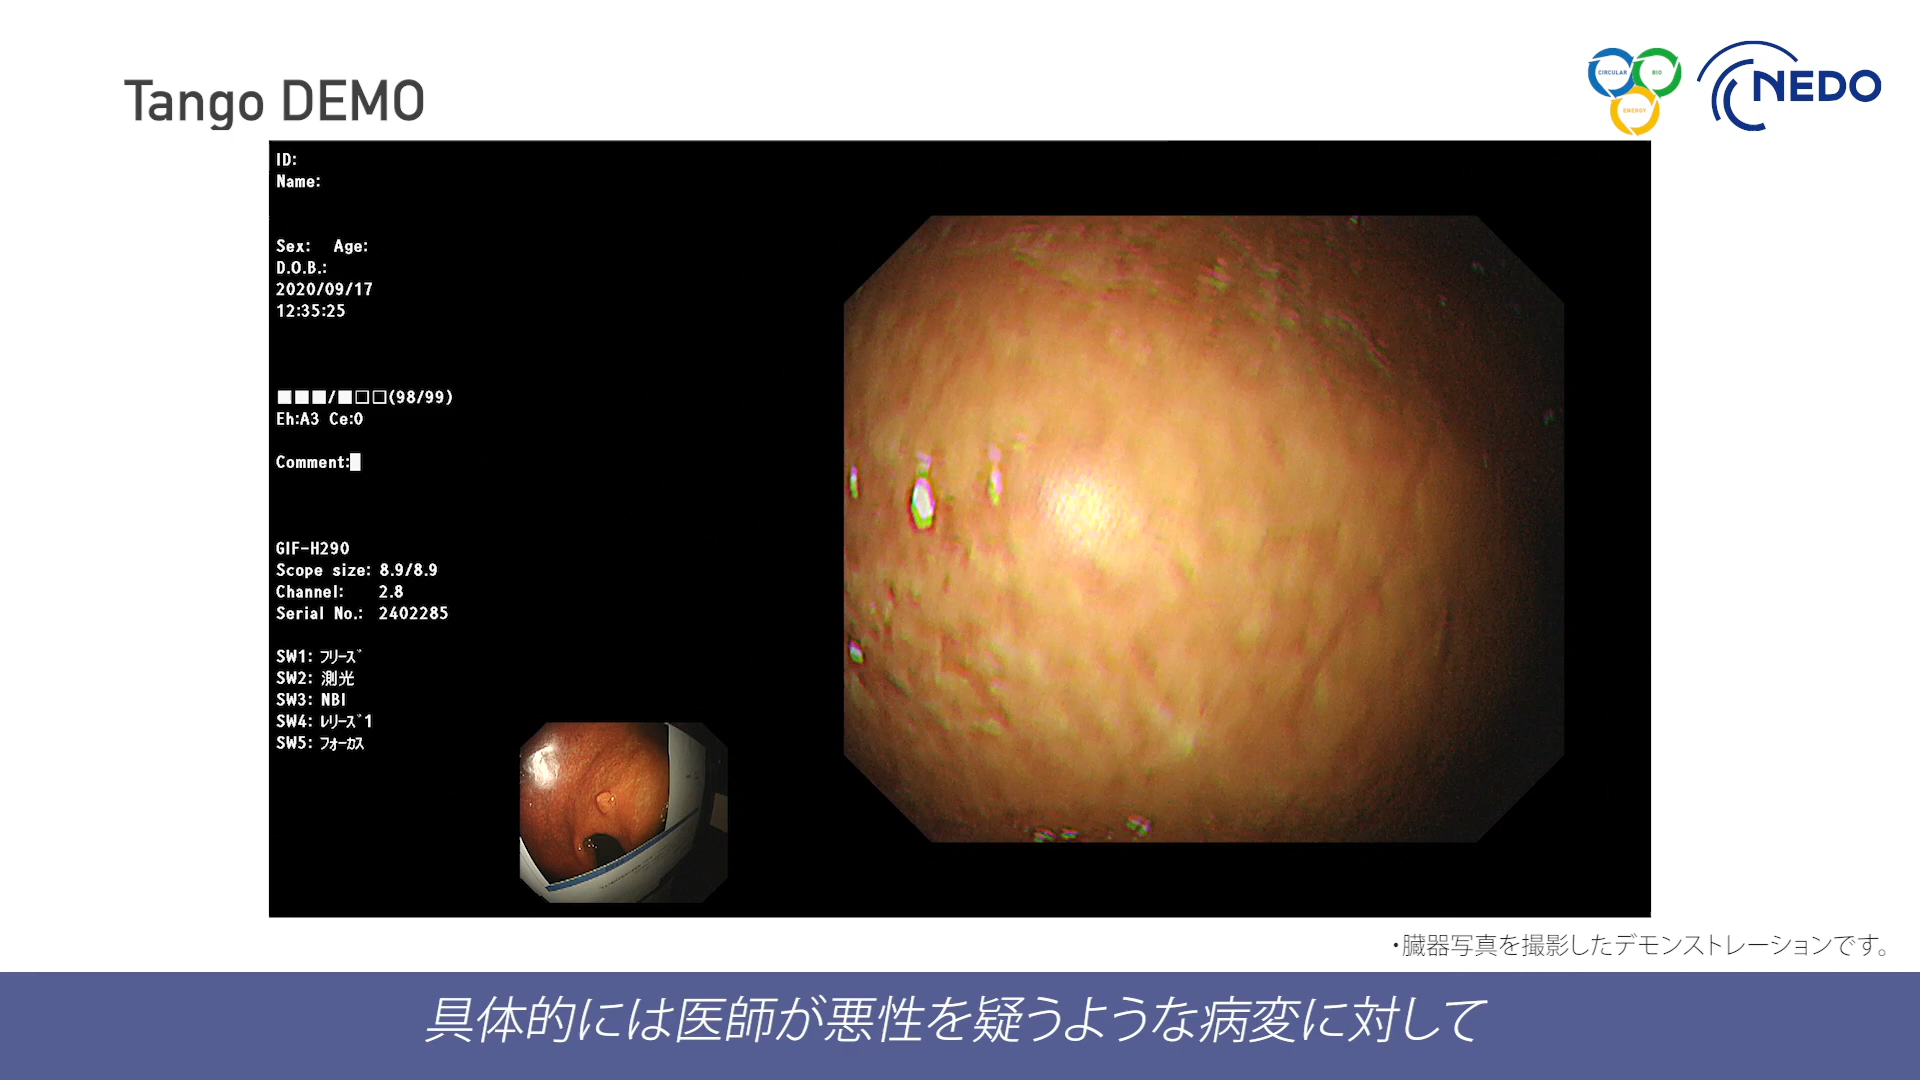 Tango DEMO
CIRCULAR
BIO
ENERGY
NEDO
ID:
Name:
Sex: Age:
D.O.B.:
2020/09/17
12:35:25
■■■/■□□(98/99)
Eh:A3 Ce:0
Comment:
GIF-H290
Scope size: 8.9/8.9
Channel: 2.8
Serial No.: 2402285
SW1: フリーズ
SW2: 測光
SW3: NBI
SW4: レリーズ1
SW5: フォーカス
・臓器写真を撮影したデモンストレーションです。
具体的には医師が悪性を疑うような病変に対して